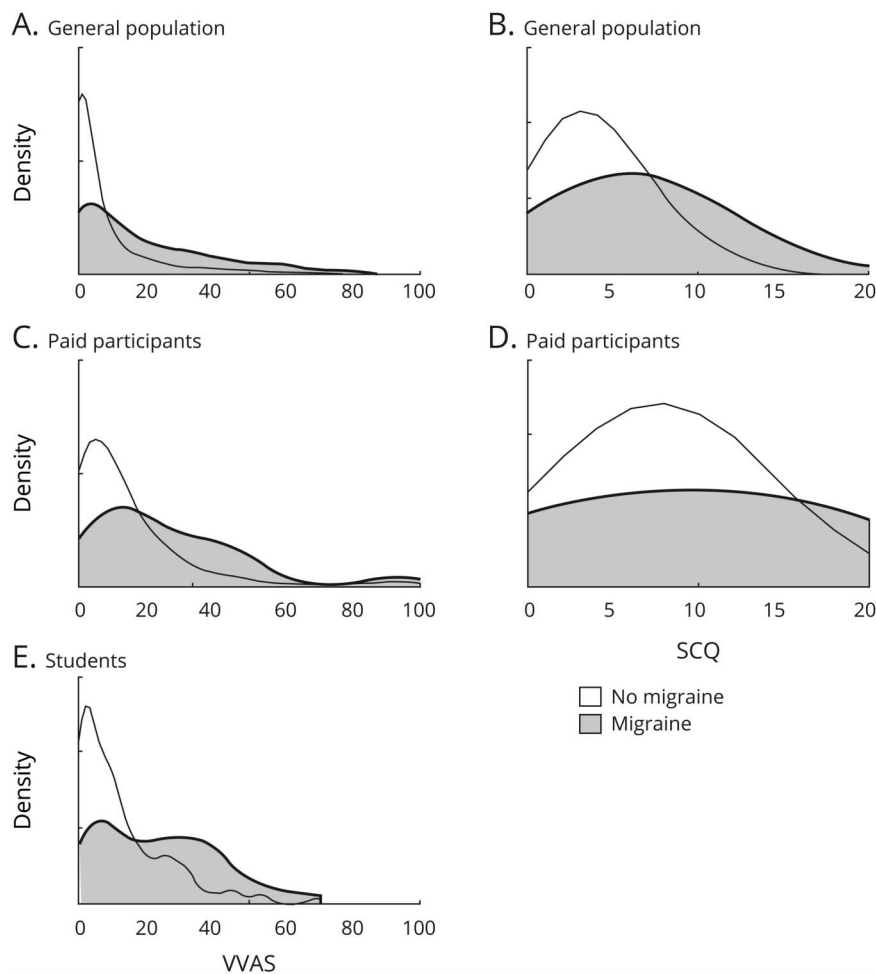 A. General population
Density
0 20 40 60 80 100
B. General population
0 5 10 15 20
C. Paid participants
Density
0 20 40 60 80 100
D. Paid participants
0 5 10 15 20
SCQ
No migraine
Migraine
E. Students
Density
0 20 40 60 80 100
VVAS